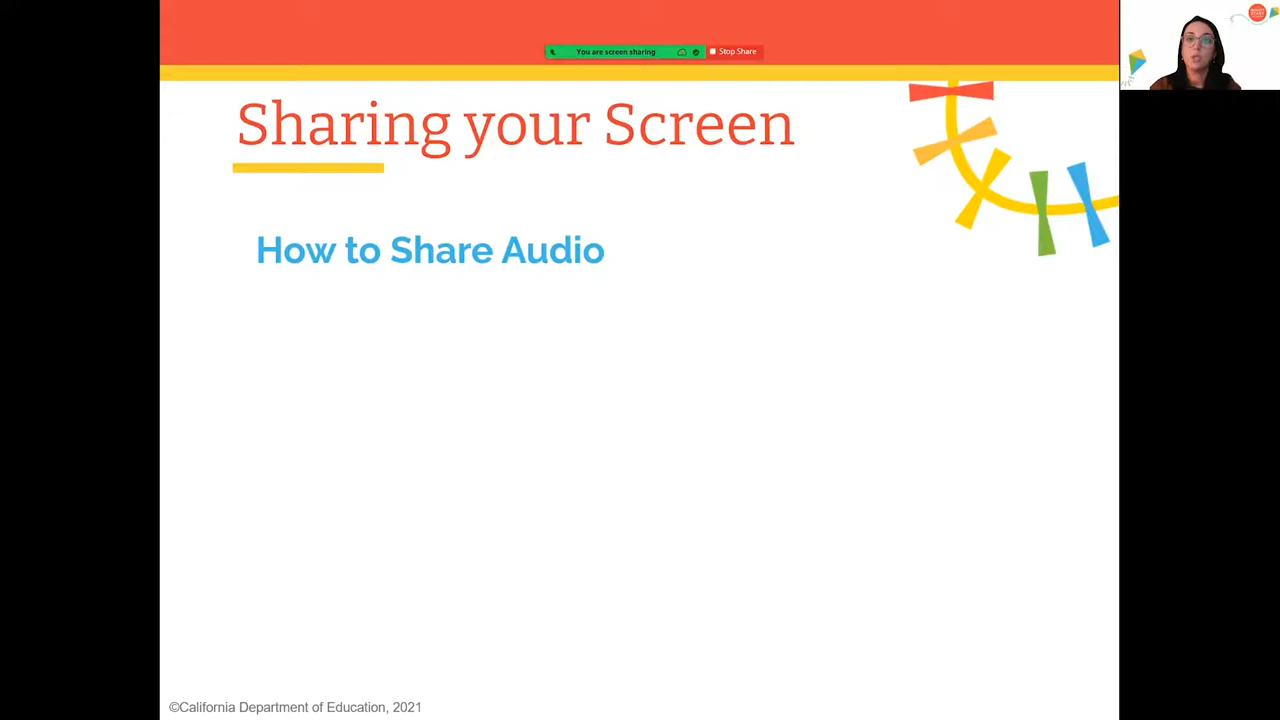 You are screen sharing
Stop Share
Sharing your Screen
How to Share Audio
©California Department of Education, 2021